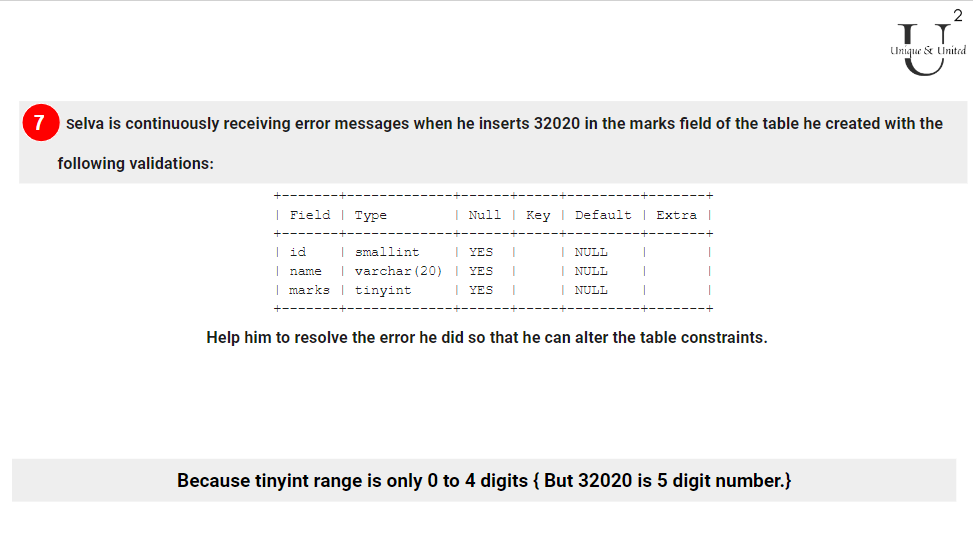 2
U
Unique & United
7 Selva is continuously receiving error messages when he inserts 32020 in the marks field of the table he created with the
following validations:
+-------+-------------+------+-----+---------+-------+
| Field | Type        | Null | Key | Default | Extra |
+-------+-------------+------+-----+---------+-------+
| id    | smallint    | YES  |     | NULL    |       |
| name  | varchar(20) | YES  |     | NULL    |       |
| marks | tinyint     | YES  |     | NULL    |       |
+-------+-------------+------+-----+---------+-------+
Help him to resolve the error he did so that he can alter the table constraints.
Because tinyint range is only 0 to 4 digits { But 32020 is 5 digit number.}